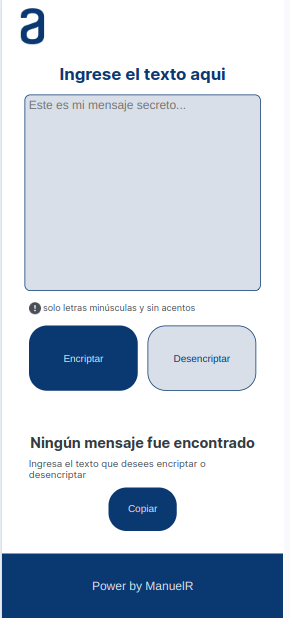 a
Ingrese el texto aqui
Este es mi mensaje secreto...
! solo letras minúsculas y sin acentos
Encriptar
Desencriptar
Ningún mensaje fue encontrado
Ingresa el texto que desees encriptar o
desencriptar
Copiar
Power by ManuelR